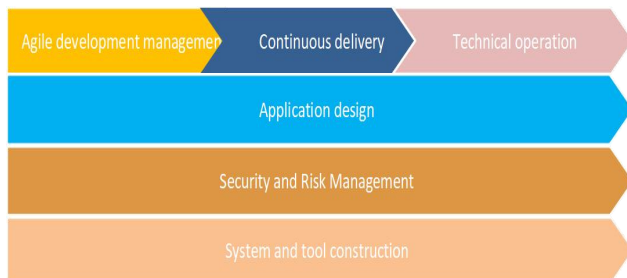 Agile development managemen
Continuous delivery
Technical operation
Application design
Security and Risk Management
System and tool construction